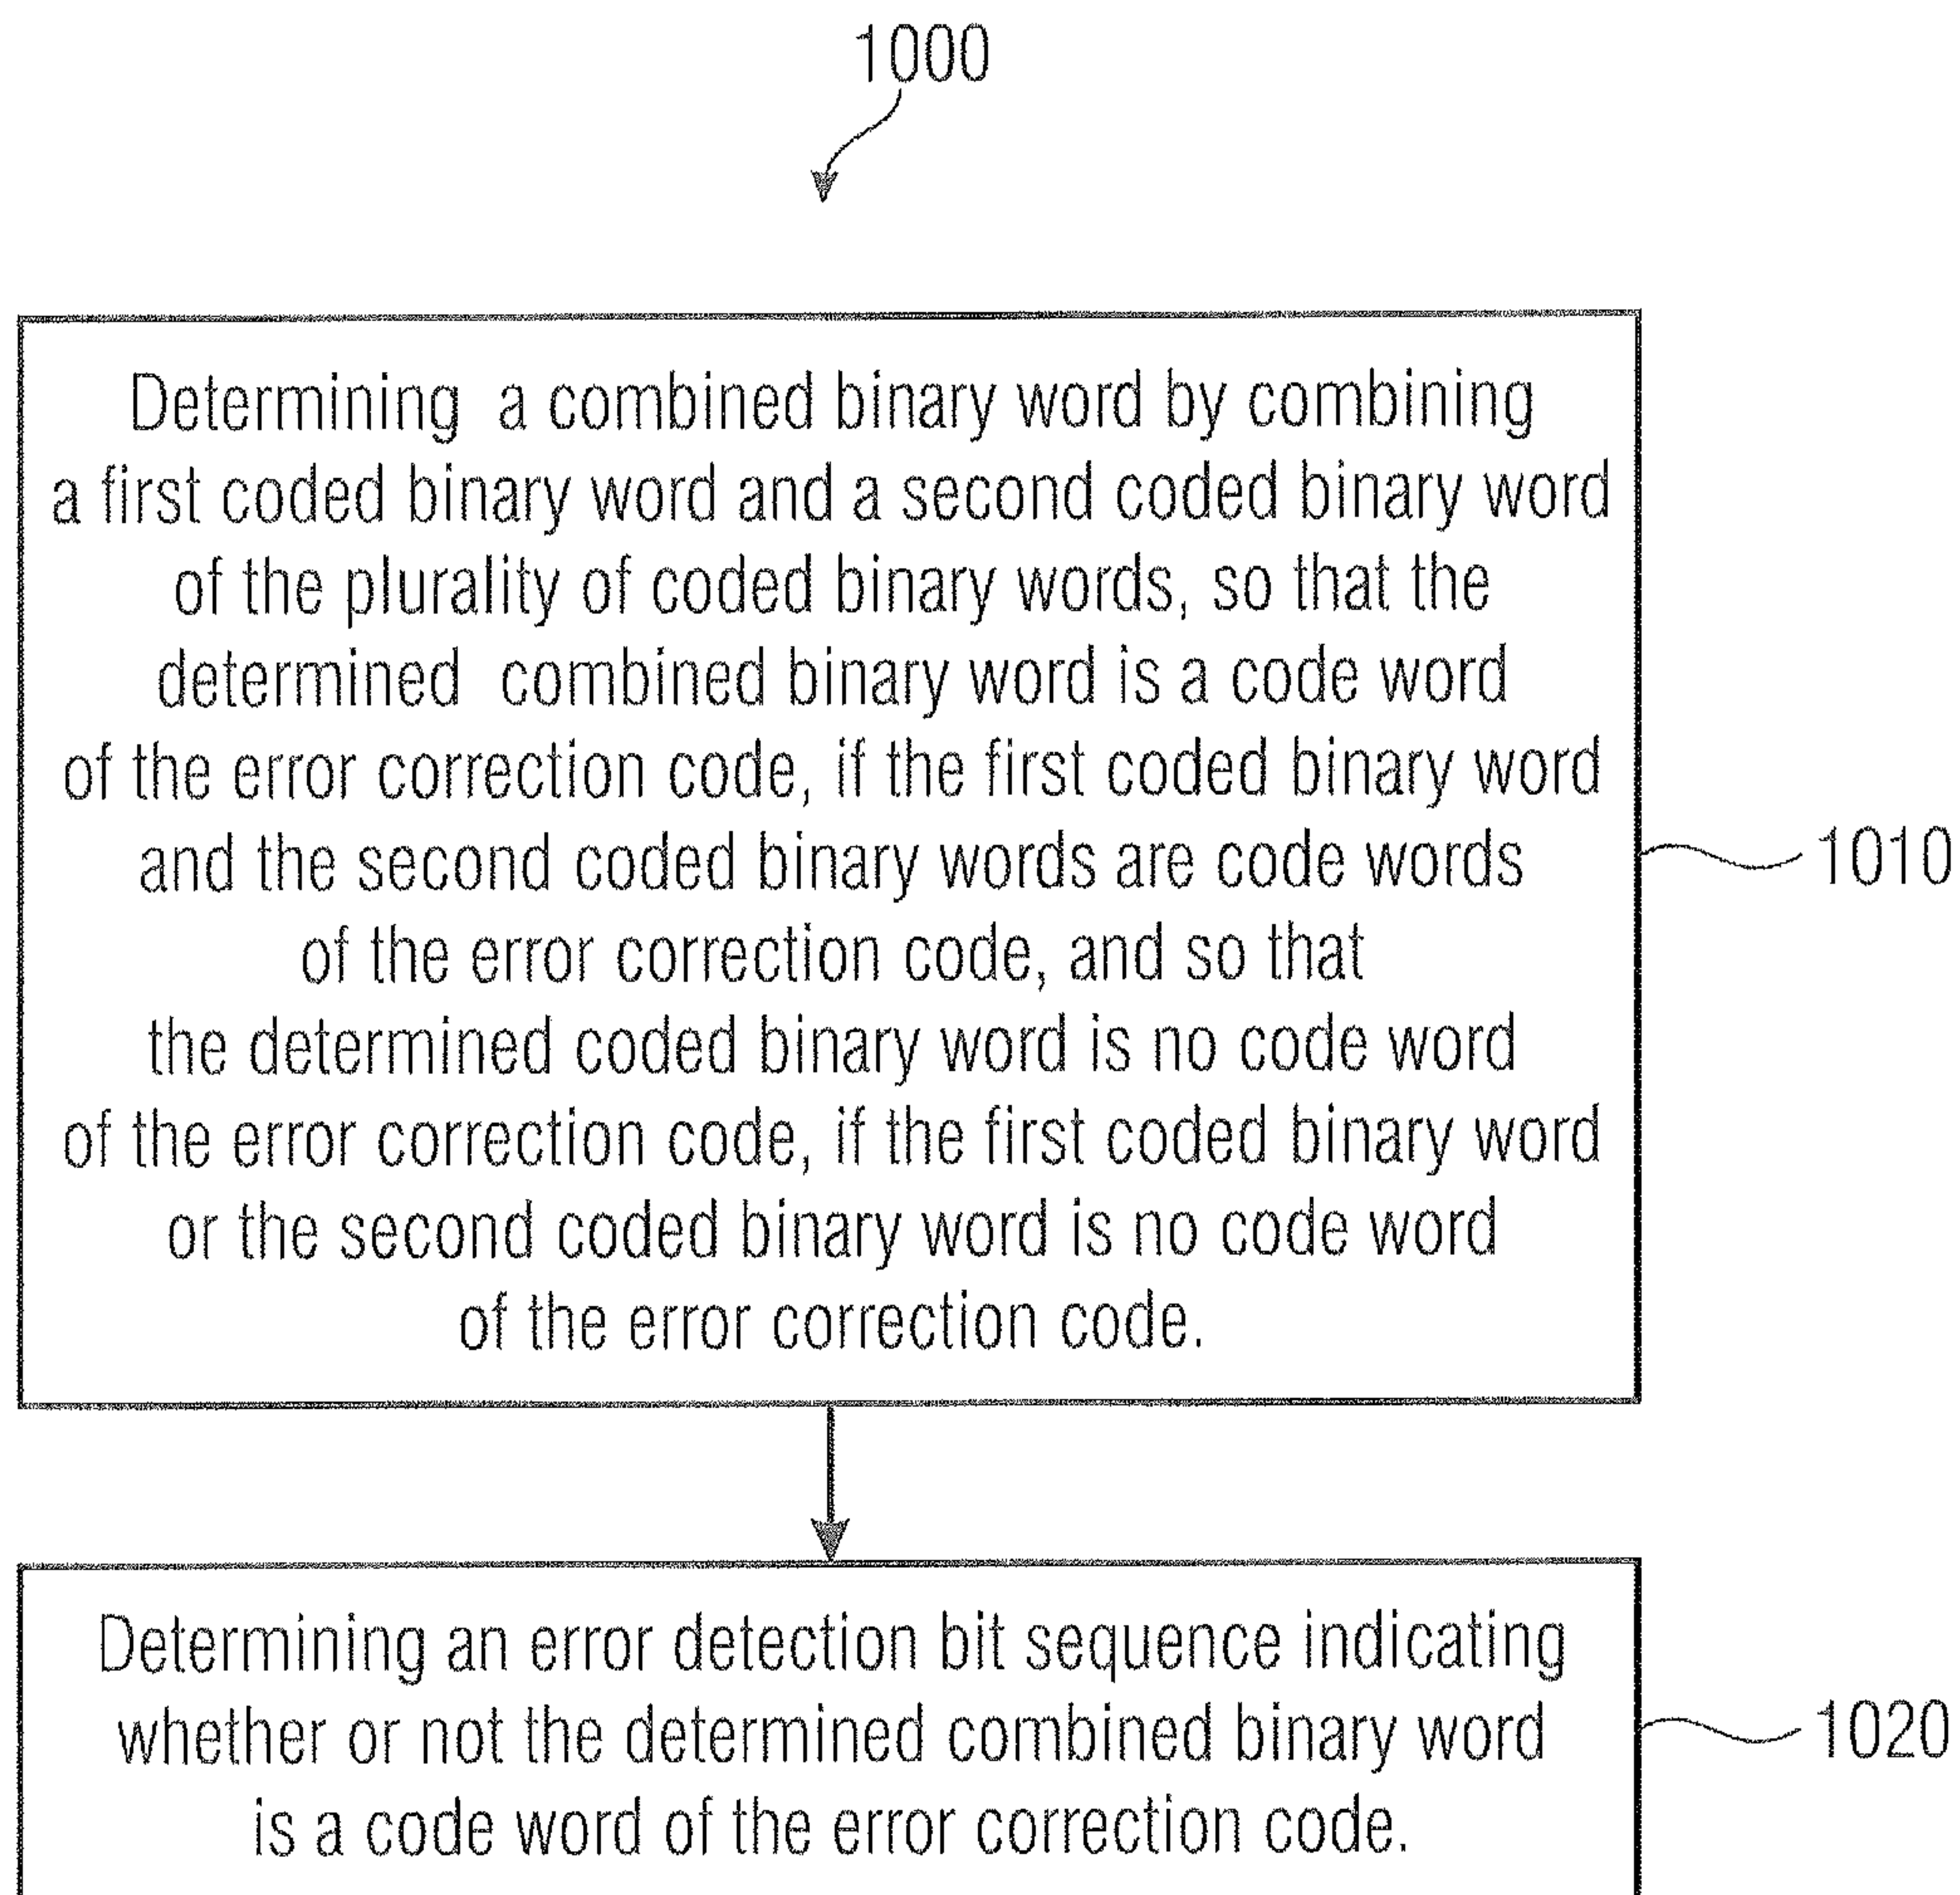 1000
Determining a combined binary word by combining
a first coded binary word and a second coded binary word
of the plurality of coded binary words, so that the
determined combined binary word is a code word
of the error correction code, if the first coded binary word
and the second coded binary words are code words
of the error correction code, and so that
the determined coded binary word is no code word
of the error correction code, if the first coded binary word
or the second coded binary word is no code word
of the error correction code.
1010
Determining an error detection bit sequence indicating
whether or not the determined combined binary word
is a code word of the error correction code.
1020